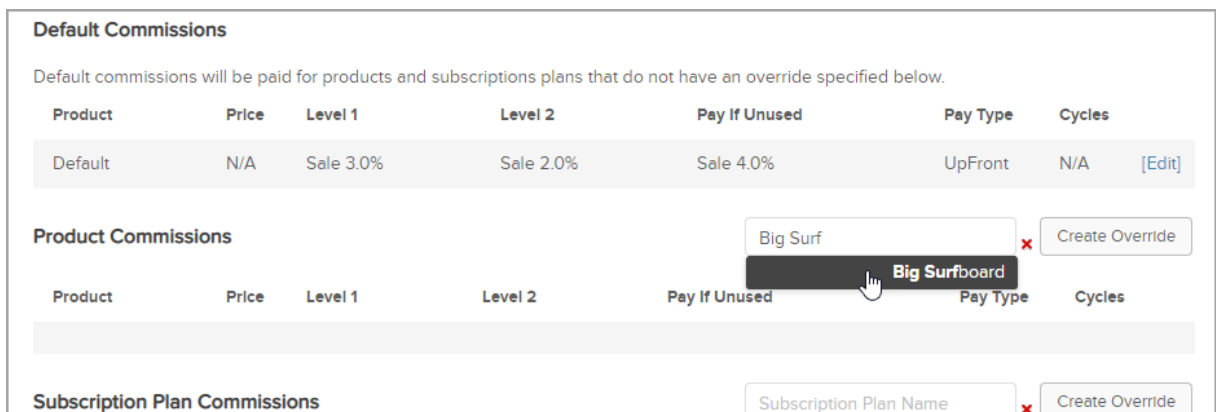 Default Commissions
Default commissions will be paid for products and subscriptions plans that do not have an override specified below.
Product Price Level 1 Level 2 Pay If Unused Pay Type Cycles
Default N/A Sale 3.0% Sale 2.0% Sale 4.0% UpFront N/A [Edit]
Product Commissions Big Surf Create Override
Big Surfboard
Product Price Level 1 Level 2 Pay If Unused Pay Type Cycles
Subscription Plan Commissions Subscription Plan Name Create Override